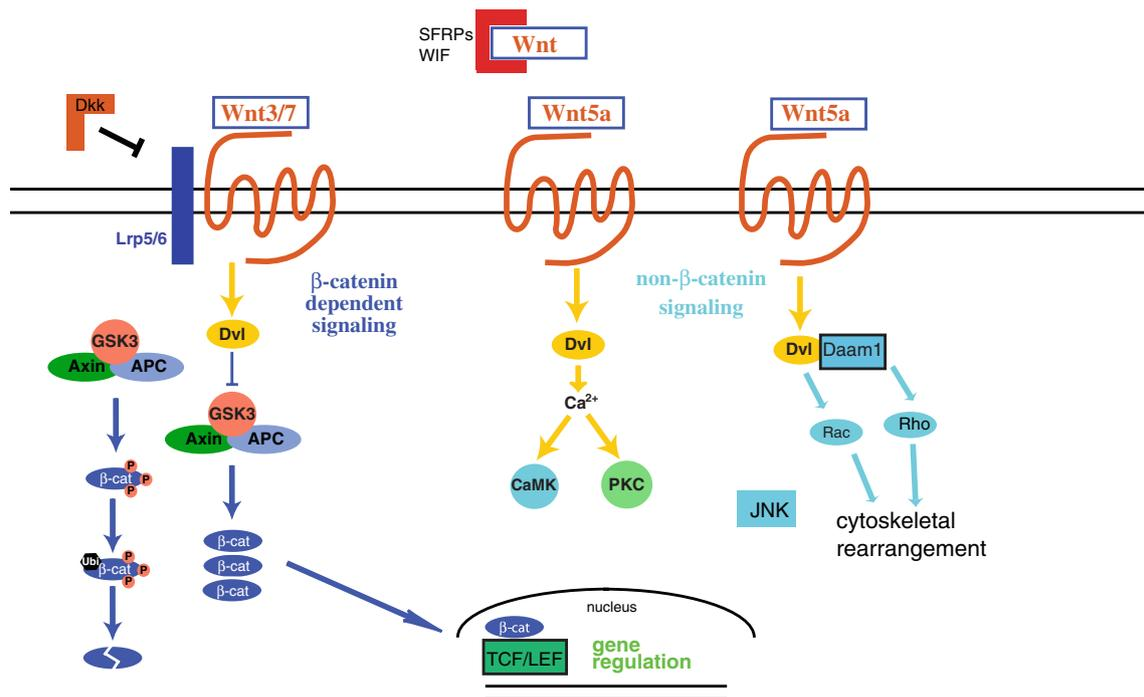 SFRPs
WIF
Wnt
Dkk
Wnt3/7
Wnt5a
Wnt5a
Lrp5/6
β-catenin
dependent
signaling
non-β-catenin
signaling
GSK3
Axin
APC
Dvl
GSK3
Axin
APC
Dvl
Ca2+
CaMK
PKC
Dvl
Daam1
Rac
Rho
JNK
cytoskeletal
rearrangement
β-cat
P
P
P
Ubi
β-cat
P
P
P
β-cat
β-cat
β-cat
nucleus
β-cat
TCF/LEF
gene
regulation